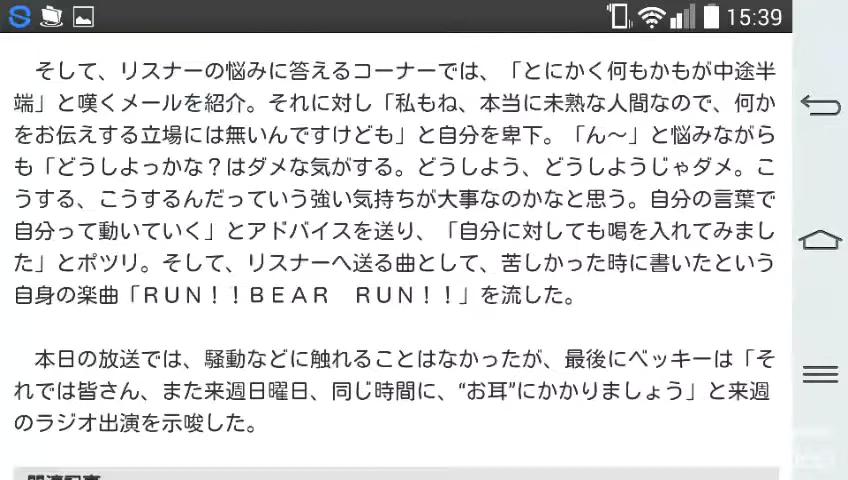 15:39
そして、リスナーの悩みに答えるコーナーでは、「とにかく何もかもが中途半
端」と嘆くメールを紹介。それに対し「私もね、本当に未熟な人間なので、何か
をお伝えする立場には無いんですけども」と自分を卑下。「ん〜」と悩みながら
も「どうしよっかな？はダメな気がする。どうしよう、どうしようじゃダメ。こ
うする、こうするんだっていう強い気持ちが大事なのかなと思う。自分の言葉で
自分って動いていく」とアドバイスを送り、「自分に対しても喝を入れてみまし
た」とポツリ。そして、リスナーへ送る曲として、苦しかった時に書いたという
自身の楽曲「ＲＵＮ！！ＢＥＡＲ　ＲＵＮ！！」を流した。
本日の放送では、騒動などに触れることはなかったが、最後にベッキーは「そ
れでは皆さん、また来週日曜日、同じ時間に、“お耳”にかかりましょう」と来週
のラジオ出演を示唆した。